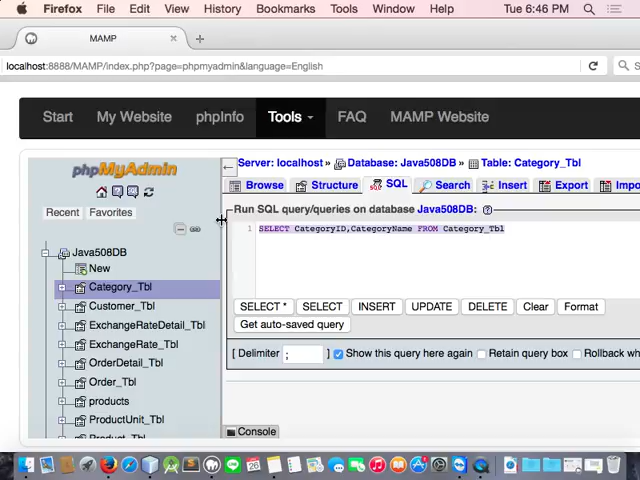 Firefox File Edit View History Bookmarks Tools Window Help Tue 6:46 PM
MAMP
localhost:8888/MAMP/index.php?page=phpmyadmin&language=English
S
Start My Website phpInfo Tools FAQ MAMP Website
phpMyAdmin
Server: localhost » Database: Java508DB » Table: Category_Tbl
Browse Structure SQL Search Insert Export Impo
Recent Favorites
Run SQL query/queries on database Java508DB:
1 SELECT CategoryID,CategoryName FROM Category_Tbl
Java508DB
New
Category_Tbl
Customer_Tbl
ExchangeRateDetail_Tbl
ExchangeRate_Tbl
OrderDetail_Tbl
Order_Tbl
products
ProductUnit_Tbl
Product_Tbl
SELECT * SELECT INSERT UPDATE DELETE Clear Format
Get auto-saved query
[ Delimiter ; ] Show this query here again Retain query box Rollback wh
Console